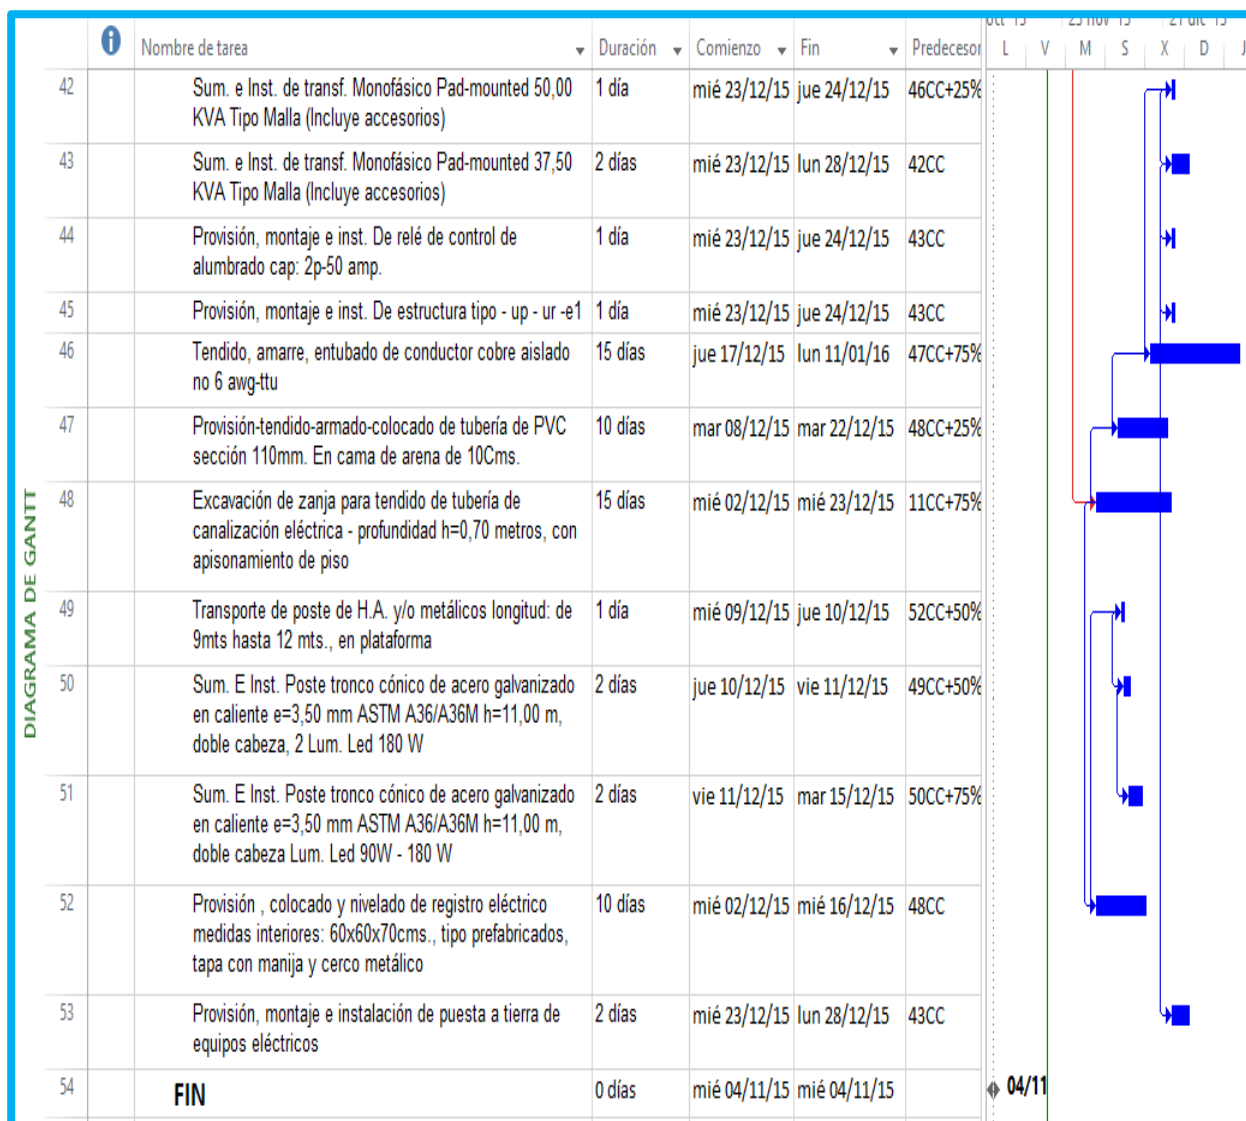 DIAGRAMA DE GANTT
Nombre de tarea Duración Comienzo Fin Predecesor
L V M S X D J
42 Sum. e Inst. de transf. Monofásico Pad-mounted 50,00 1 día mié 23/12/15 jue 24/12/15 46CC+25%
KVA Tipo Malla (Incluye accesorios)
43 Sum. e Inst. de transf. Monofásico Pad-mounted 37,50 2 días mié 23/12/15 lun 28/12/15 42CC
KVA Tipo Malla (Incluye accesorios)
44 Provisión, montaje e inst. De relé de control de 1 día mié 23/12/15 jue 24/12/15 43CC
alumbrado cap: 2p-50 amp.
45 Provisión, montaje e inst. De estructura tipo - up - ur -e1 1 día mié 23/12/15 jue 24/12/15 43CC
46 Tendido, amarre, entubado de conductor cobre aislado 15 días jue 17/12/15 lun 11/01/16 47CC+75%
no 6 awg-ttu
47 Provisión-tendido-armado-colocado de tubería de PVC 10 días mar 08/12/15 mar 22/12/15 48CC+25%
sección 110mm. En cama de arena de 10Cms.
48 Excavación de zanja para tendido de tubería de 15 días mié 02/12/15 mié 23/12/15 11CC+75%
canalización eléctrica - profundidad h=0,70 metros, con
apisonamiento de piso
49 Transporte de poste de H.A. y/o metálicos longitud: de 1 día mié 09/12/15 jue 10/12/15 52CC+50%
9mts hasta 12 mts., en plataforma
50 Sum. E Inst. Poste tronco cónico de acero galvanizado 2 días jue 10/12/15 vie 11/12/15 49CC+50%
en caliente e=3,50 mm ASTM A36/A36M h=11,00 m,
doble cabeza, 2 Lum. Led 180 W
51 Sum. E Inst. Poste tronco cónico de acero galvanizado 2 días vie 11/12/15 mar 15/12/15 50CC+75%
en caliente e=3,50 mm ASTM A36/A36M h=11,00 m,
doble cabeza Lum. Led 90W - 180 W
52 Provisión , colocado y nivelado de registro eléctrico 10 días mié 02/12/15 mié 16/12/15 48CC
medidas interiores: 60x60x70cms., tipo prefabricados,
tapa con manija y cerco metálico
53 Provisión, montaje e instalación de puesta a tierra de 2 días mié 23/12/15 lun 28/12/15 43CC
equipos eléctricos
54 FIN 0 días mié 04/11/15 mié 04/11/15 04/11